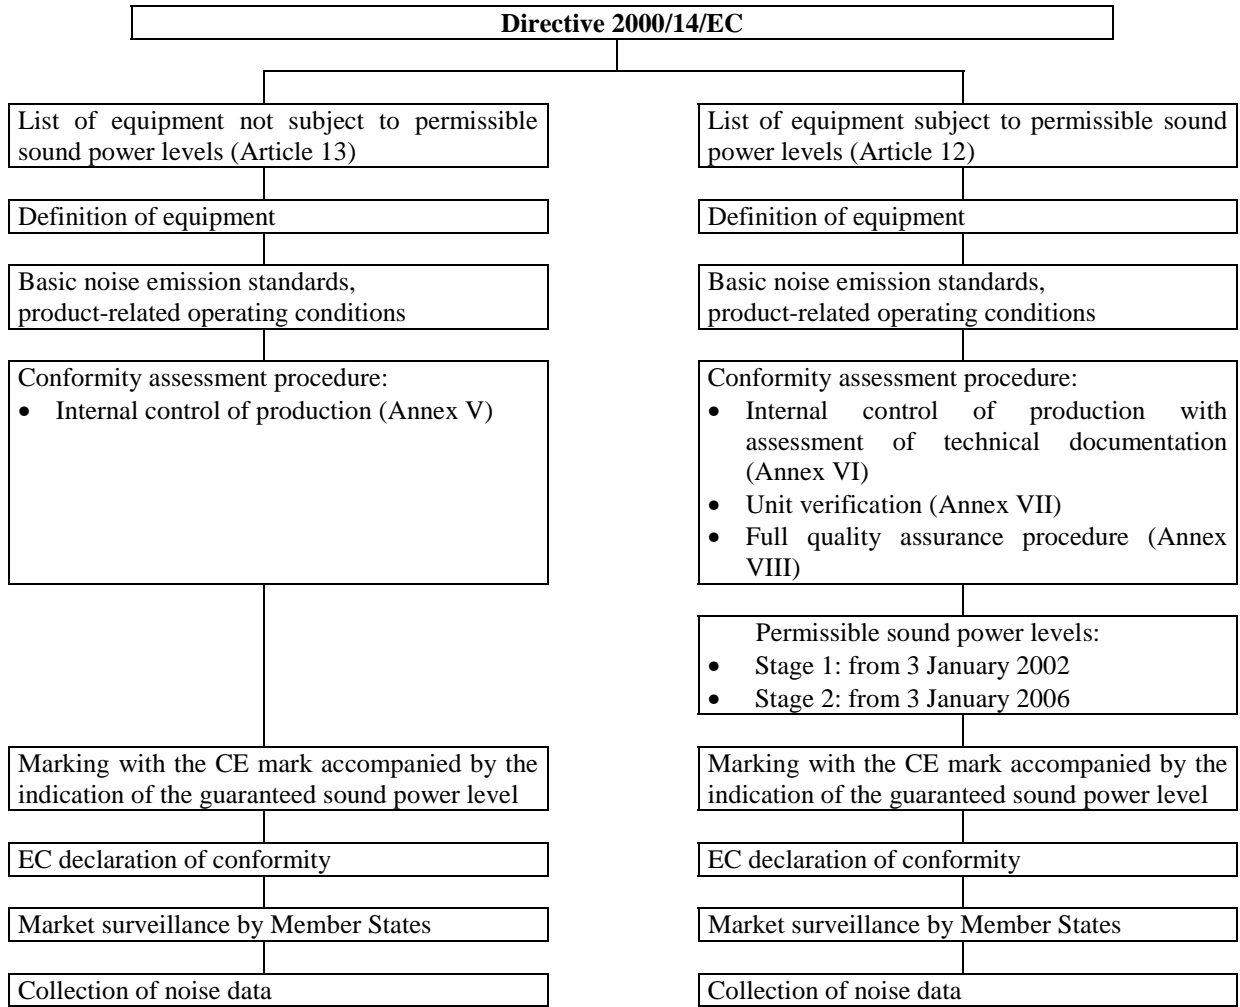 Directive 2000/14/EC
List of equipment not subject to permissible
sound power levels (Article 13)
Definition of equipment
Basic noise emission standards,
product-related operating conditions
Conformity assessment procedure:
• Internal control of production (Annex V)
Marking with the CE mark accompanied by the
indication of the guaranteed sound power level
EC declaration of conformity
Market surveillance by Member States
Collection of noise data
List of equipment subject to permissible sound
power levels (Article 12)
Definition of equipment
Basic noise emission standards,
product-related operating conditions
Conformity assessment procedure:
• Internal control of production with
assessment of technical documentation
(Annex VI)
• Unit verification (Annex VII)
• Full quality assurance procedure (Annex
VIII)
Permissible sound power levels:
• Stage 1: from 3 January 2002
• Stage 2: from 3 January 2006
Marking with the CE mark accompanied by the
indication of the guaranteed sound power level
EC declaration of conformity
Market surveillance by Member States
Collection of noise data